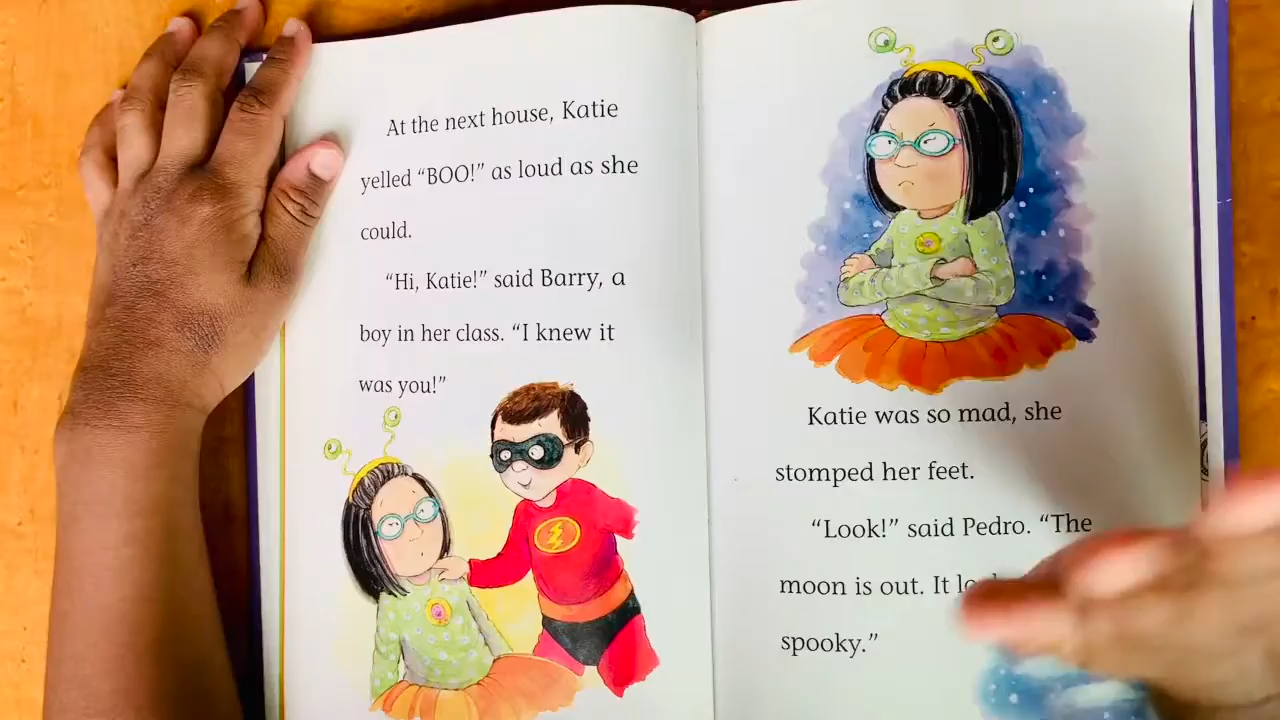 At the next house, Katie
yelled “BOO!” as loud as she
could.
“Hi, Katie!” said Barry, a
boy in her class. “I knew it
was you!”
Katie was so mad, she
stomped her feet.
“Look!” said Pedro. “The
moon is out. It
spooky.”